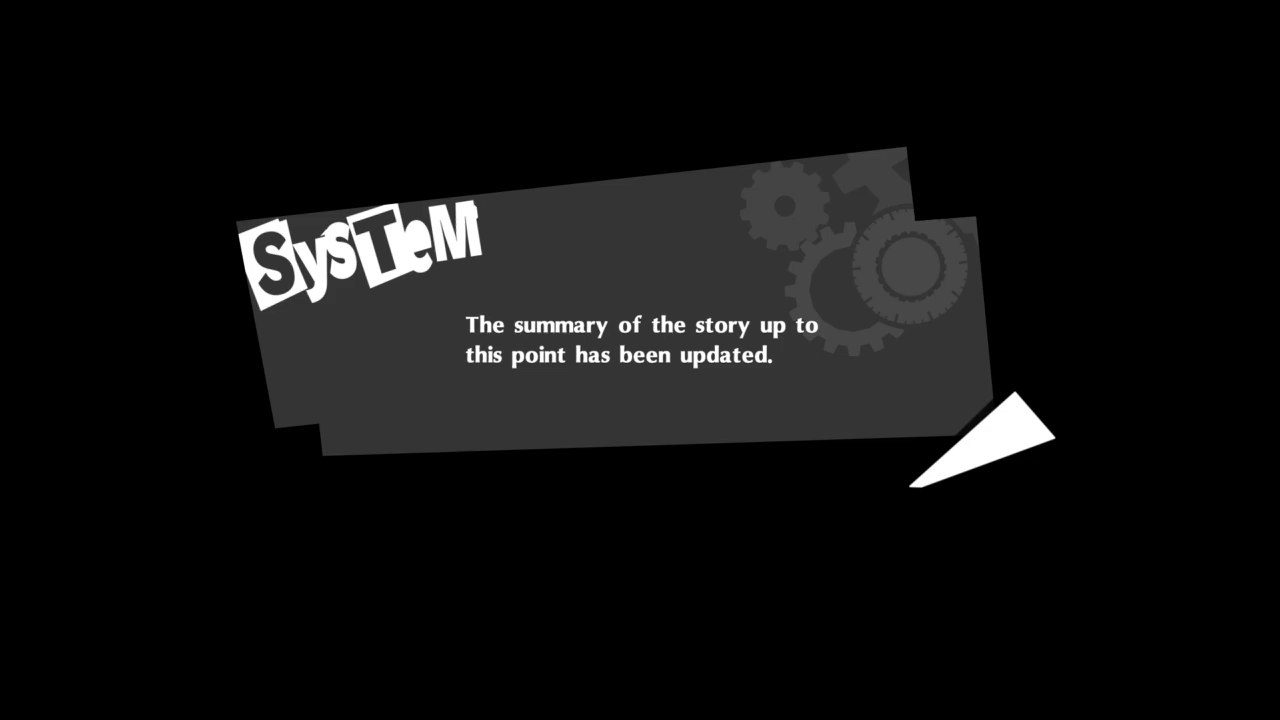 SysTeM
The summary of the story up to
this point has been updated.